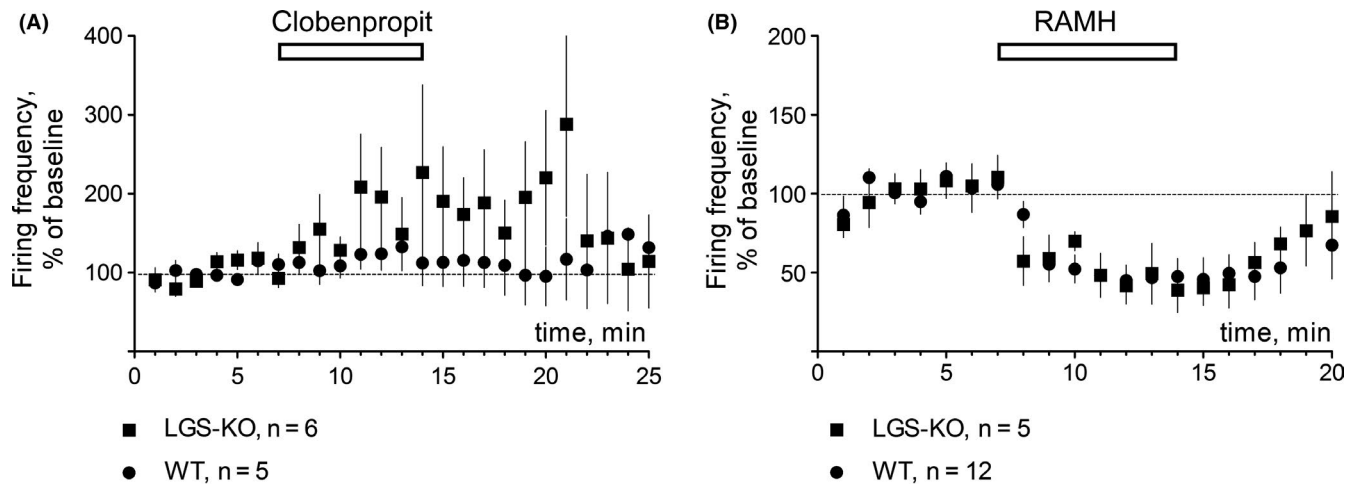 (A)
Clobenpropit
400
300
200
100
Firing frequency,
% of baseline
time, min
0 5 10 15 20 25
LGS-KO, n = 6
WT, n = 5
(B)
RAMH
200
150
100
50
Firing frequency,
% of baseline
time, min
0 5 10 15 20
LGS-KO, n = 5
WT, n = 12